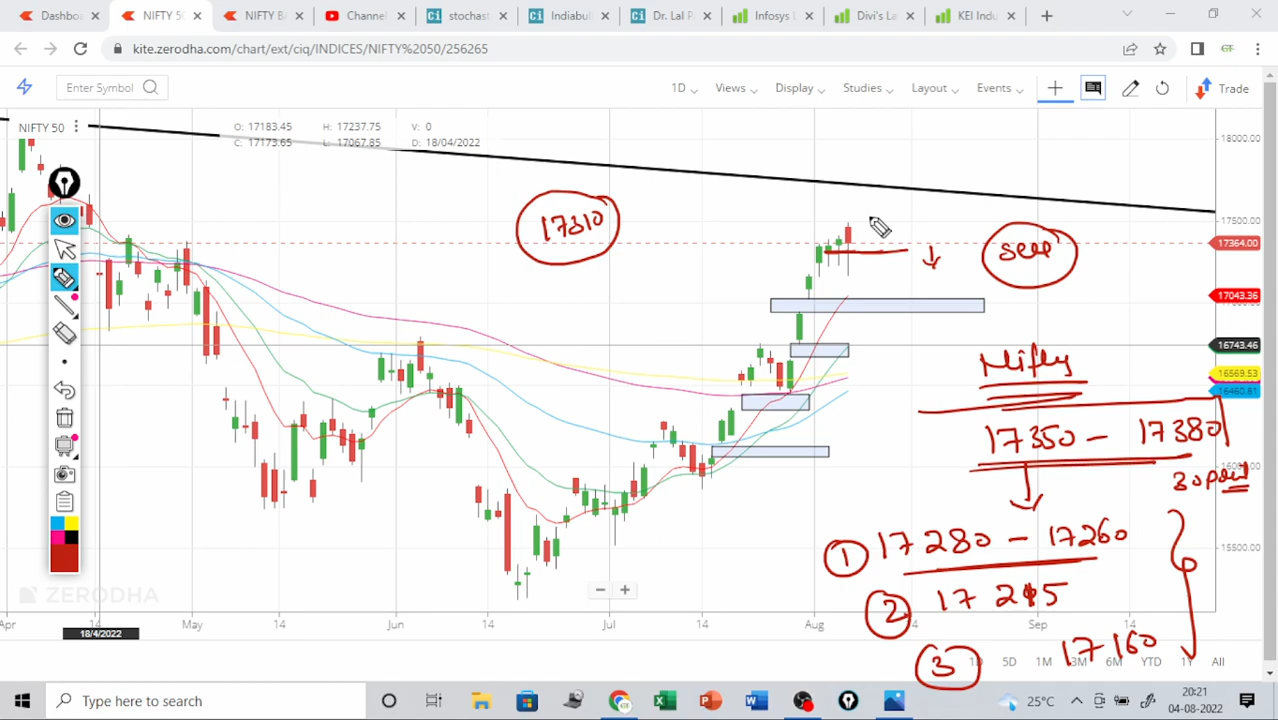 Dashbo
NIFTY 50
NIFTY BA
Channel
stochast
Indiabull
Dr. Lal P
Infosys L
Divi's La
KEI Indu
kite.zerodha.com/chart/ext/ciq/INDICES/NIFTY%2050/256265
Enter Symbol
1D
Views
Display
Studies
Layout
Events
Trade
NIFTY 50
O: 17183.45 H: 17237.75 V: 0
C: 17173.65 L: 17067.85 D: 18/04/2022
18000.00
17500.00
17364.00
17310
sell
17043.36
16743.46
16569.53
16460.81
Nifty
17350 - 17380
30 point
15500.00
1 17280 - 17260
2 17215
3 17160
ZERODHA
Apr 14 May 14 Jun 14 Jul 14 Aug Sep 14
18/4/2022
5D 1M 3M 6M YTD 1Y All
Type here to search
25°C
20:21
04-08-2022